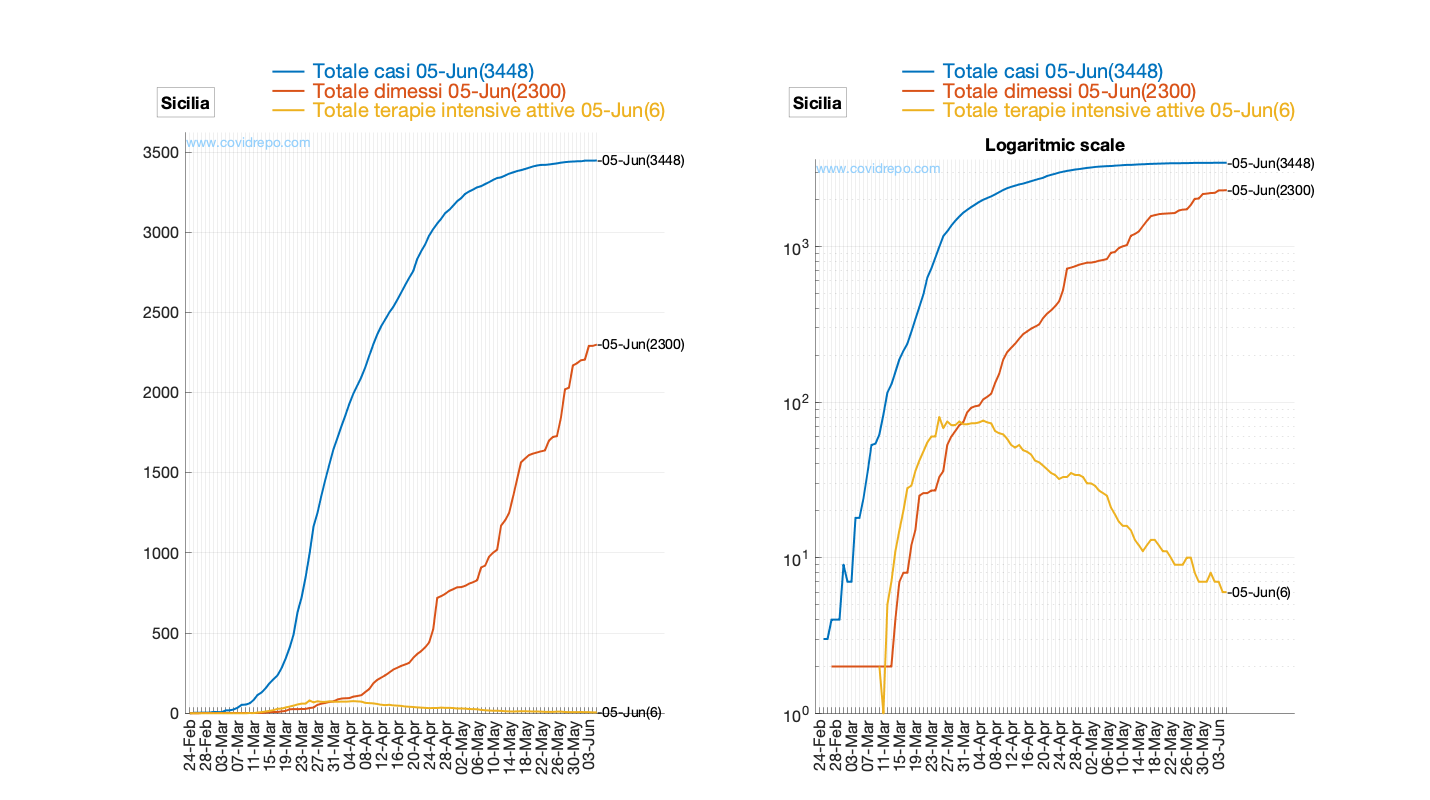 Totale casi 05-Jun(3448)
Totale dimessi 05-Jun(2300)
Totale terapie intensive attive 05-Jun(6)
Sicilia
www.covidrepo.com
3500
3000
2500
2000
1500
1000
500
0
-05-Jun(3448)
-05-Jun(2300)
-05-Jun(6)
24-Feb
28-Feb
03-Mar
07-Mar
11-Mar
15-Mar
19-Mar
23-Mar
27-Mar
31-Mar
04-Apr
08-Apr
12-Apr
16-Apr
20-Apr
24-Apr
28-Apr
02-May
06-May
10-May
14-May
18-May
22-May
26-May
30-May
03-Jun
Totale casi 05-Jun(3448)
Totale dimessi 05-Jun(2300)
Totale terapie intensive attive 05-Jun(6)
Sicilia
Logaritmic scale
www.covidrepo.com
10³
10²
10¹
10⁰
-05-Jun(3448)
-05-Jun(2300)
-05-Jun(6)
24-Feb
28-Feb
03-Mar
07-Mar
11-Mar
15-Mar
19-Mar
23-Mar
27-Mar
31-Mar
04-Apr
08-Apr
12-Apr
16-Apr
20-Apr
24-Apr
28-Apr
02-May
06-May
10-May
14-May
18-May
22-May
26-May
30-May
03-Jun